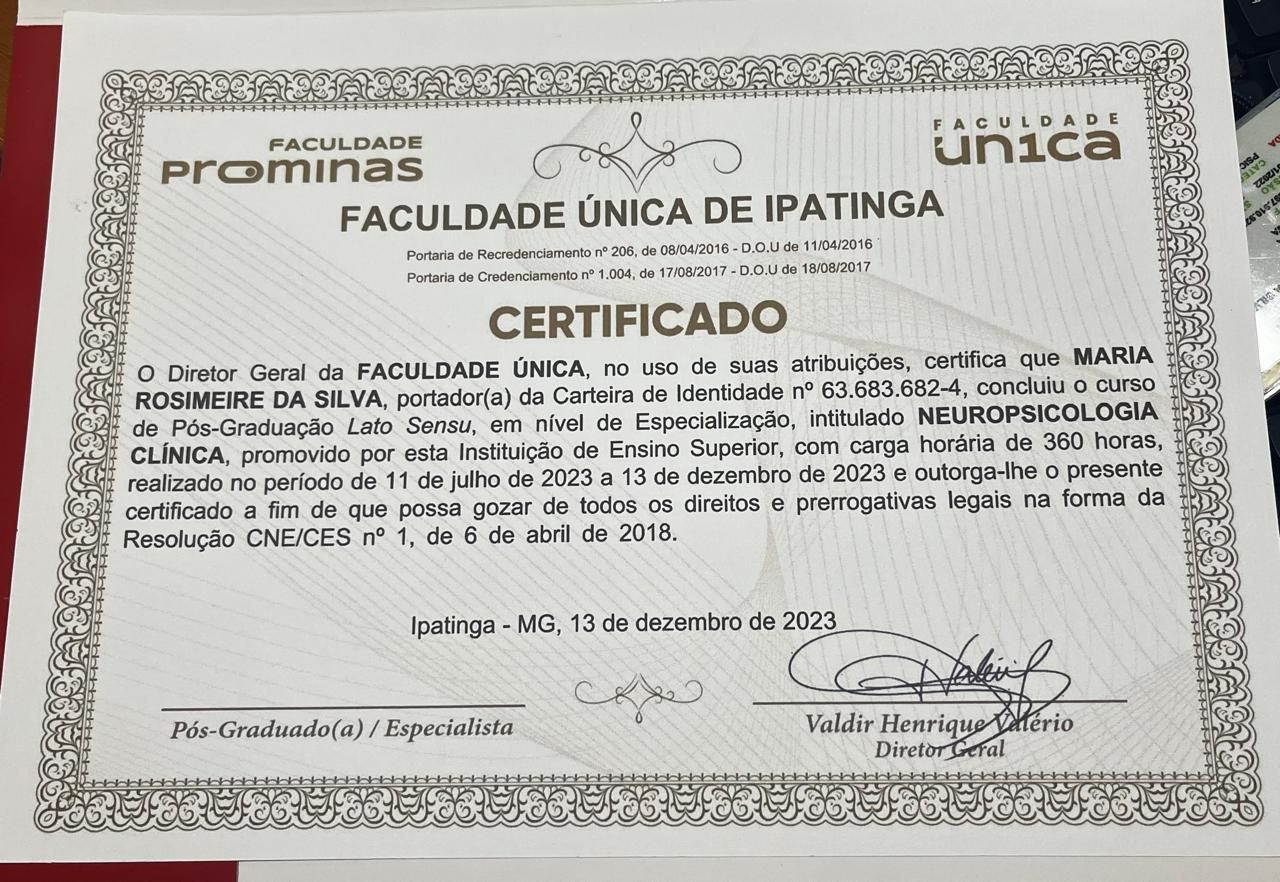 FACULDADE
prominas
FACULDADE
única
FACULDADE ÚNICA DE IPATINGA
Portaria de Recredenciamento nº 206, de 08/04/2016 - D.O.U de 11/04/2016
Portaria de Credenciamento nº 1.004, de 17/08/2017 - D.O.U de 18/08/2017
CERTIFICADO
O Diretor Geral da FACULDADE ÚNICA, no uso de suas atribuições, certifica que MARIA
ROSIMEIRE DA SILVA, portador(a) da Carteira de Identidade nº 63.683.682-4, concluiu o curso
de Pós-Graduação Lato Sensu, em nível de Especialização, intitulado NEUROPSICOLOGIA
CLÍNICA, promovido por esta Instituição de Ensino Superior, com carga horária de 360 horas,
realizado no período de 11 de julho de 2023 a 13 de dezembro de 2023 e outorga-lhe o presente
certificado a fim de que possa gozar de todos os direitos e prerrogativas legais na forma da
Resolução CNE/CES nº 1, de 6 de abril de 2018.
Ipatinga - MG, 13 de dezembro de 2023
Pós-Graduado(a) / Especialista
Valdir Henrique Valério
Diretor Geral